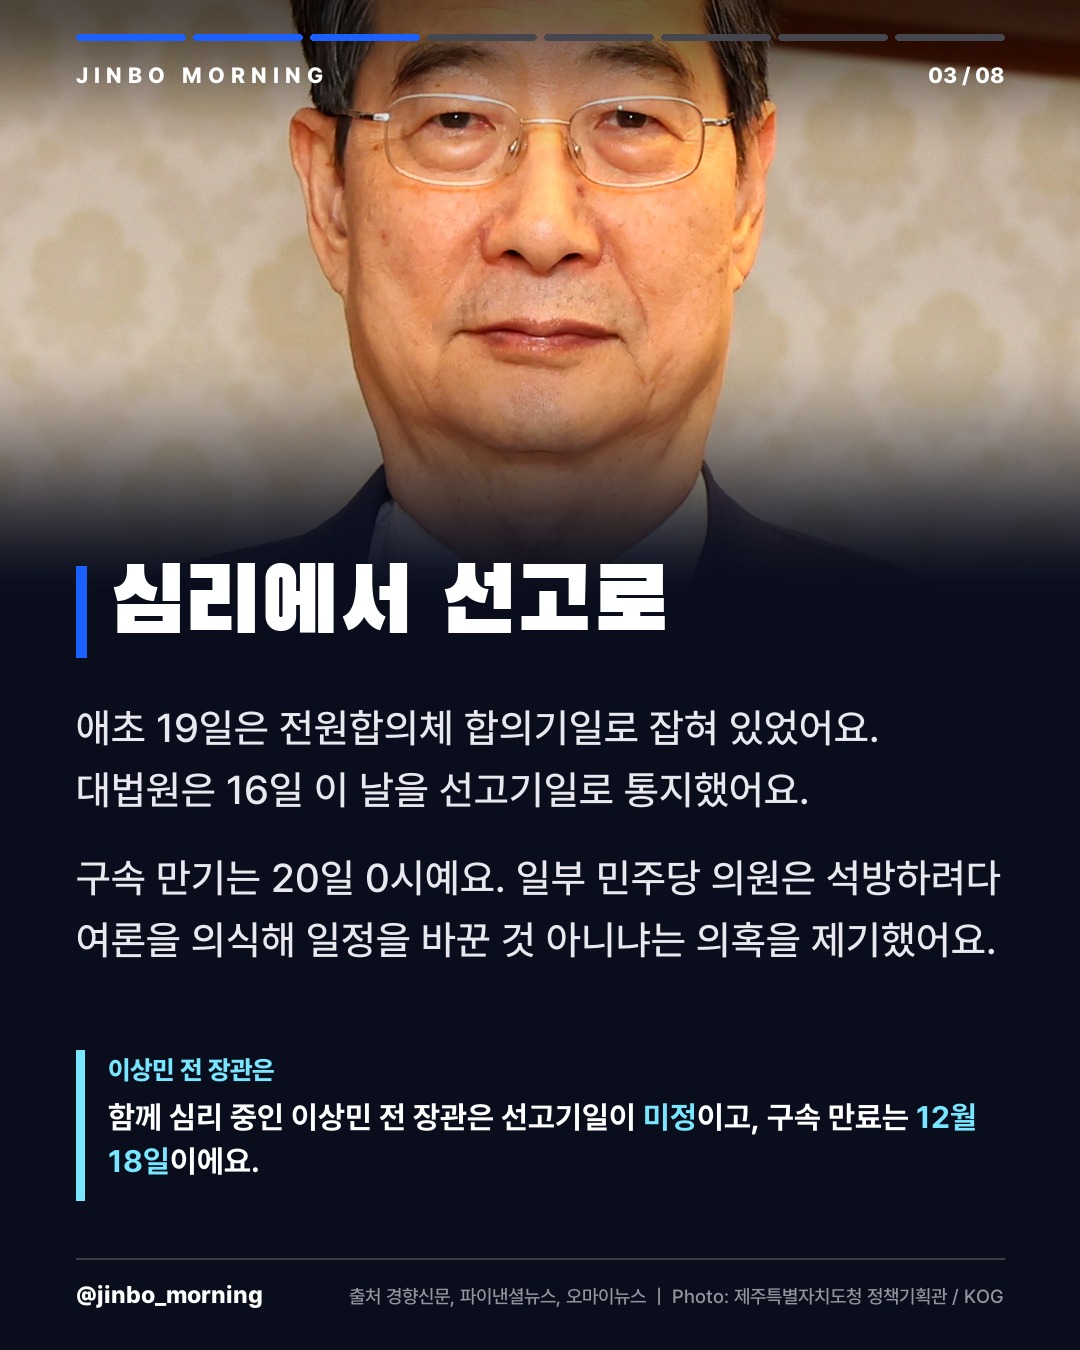 JINBO MORNING
03 / 08
심리에서 선고로
애초 19일은 전원합의체 합의기일로 잡혀 있었어요.
대법원은 16일 이 날을 선고기일로 통지했어요.
구속 만기는 20일 0시예요. 일부 민주당 의원은 석방하려다
여론을 의식해 일정을 바꾼 것 아니냐는 의혹을 제기했어요.
이상민 전 장관은
함께 심리 중인 이상민 전 장관은 선고기일이 미정이고, 구속 만료는 12월
18일이에요.
@jinbo_morning
출처 경향신문, 파이낸셜뉴스, 오마이뉴스 | Photo: 제주특별자치도청 정책기획관 / KOG